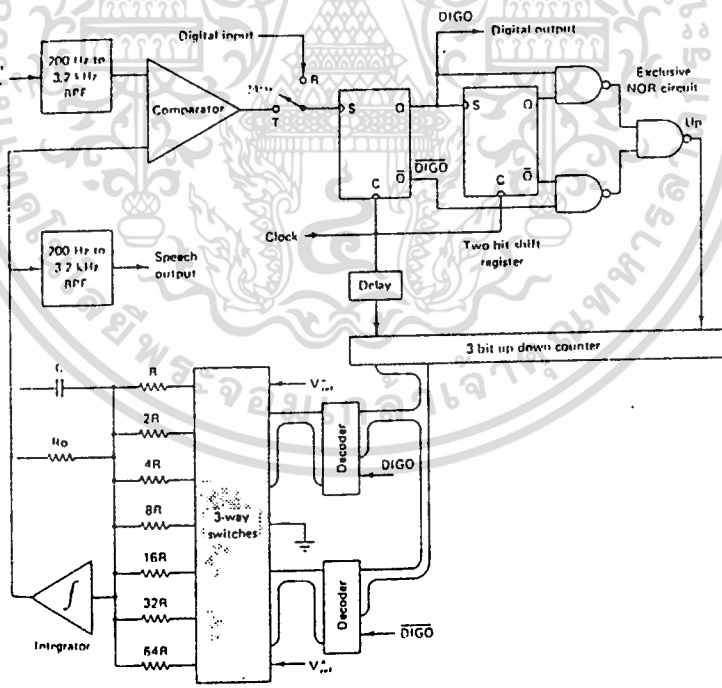 DIGO
Digital input
Digital output
200 Hz to
3.2 kHz
BPF
R
Exclusive
NOR circuit
Comparator
T
S
Q
S
Q
Up
DIGO
Q
Q
C
C
Clock
Two bit shift
register
200 Hz to
3.2 kHz
BPF
Speech
output
Delay
3 bit up down counter
C
R
2R
Ro
4R
8R
16R
32R
64R
3-way
switches
Decoder
DIGO
Decoder
DIGO
Integrator